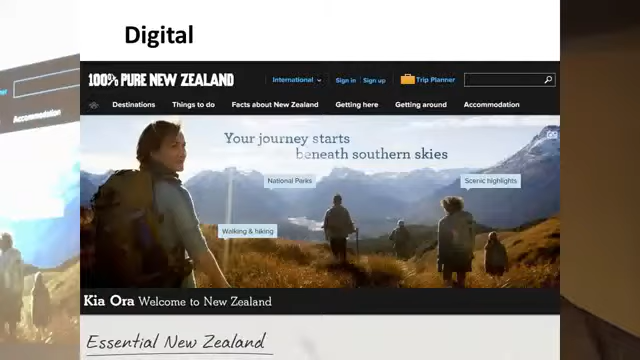 Digital
100% PURE NEW ZEALAND
International
Sign in
Sign up
Trip Planner
Destinations
Things to do
Facts about New Zealand
Getting here
Getting around
Accommodation
Accommodation
Your journey starts
beneath southern skies
National Parks
Scenic highlights
Walking & hiking
Kia Ora Welcome to New Zealand
Essential New Zealand